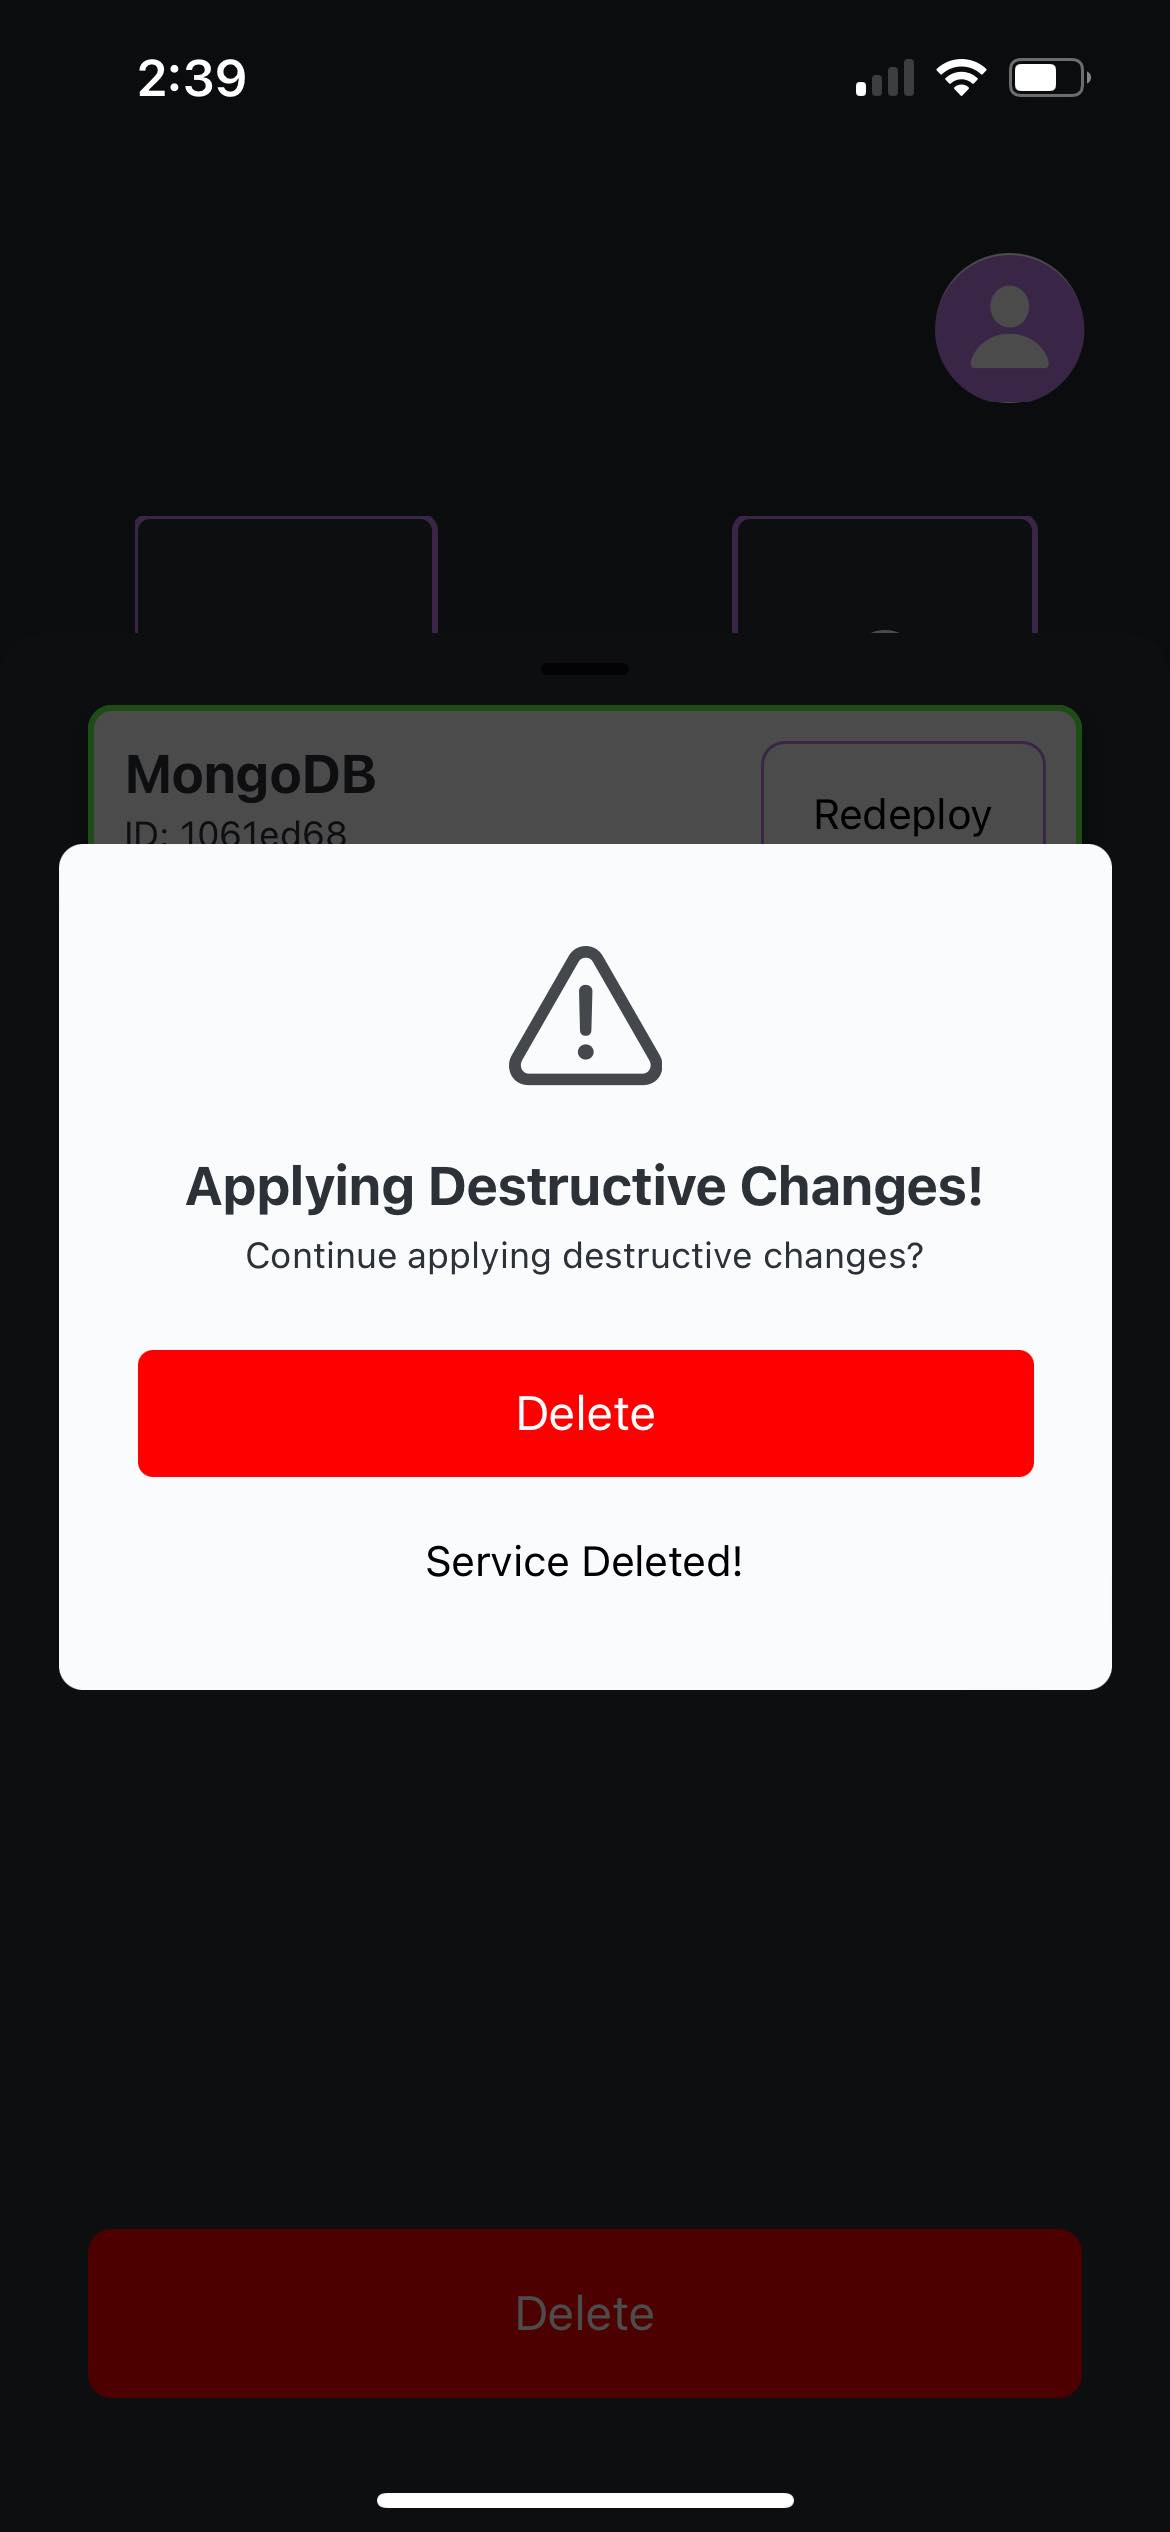 2:39
MongoDB
ID: 1061ed68
Redeploy
Applying Destructive Changes!
Continue applying destructive changes?
Delete
Service Deleted!
Delete